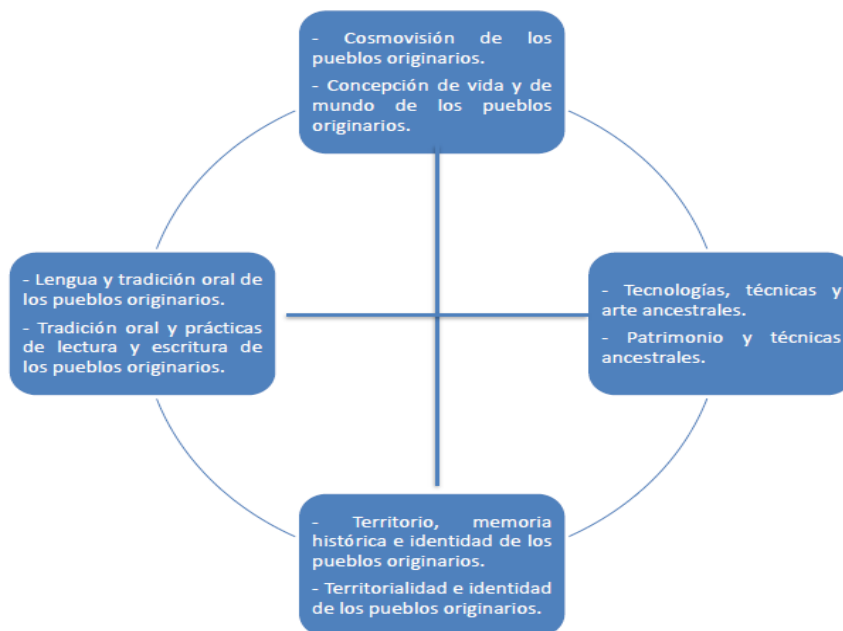 - Cosmovisión de los
pueblos originarios.
- Concepción de vida y de
mundo de los pueblos
originarios.
- Lengua y tradición oral de
los pueblos originarios.
- Tradición oral y prácticas
de lectura y escritura de
los pueblos originarios.
- Tecnologías, técnicas y
arte ancestrales.
- Patrimonio y técnicas
ancestrales.
- Territorio, memoria
histórica e identidad de los
pueblos originarios.
- Territorialidad e identidad
de los pueblos originarios.